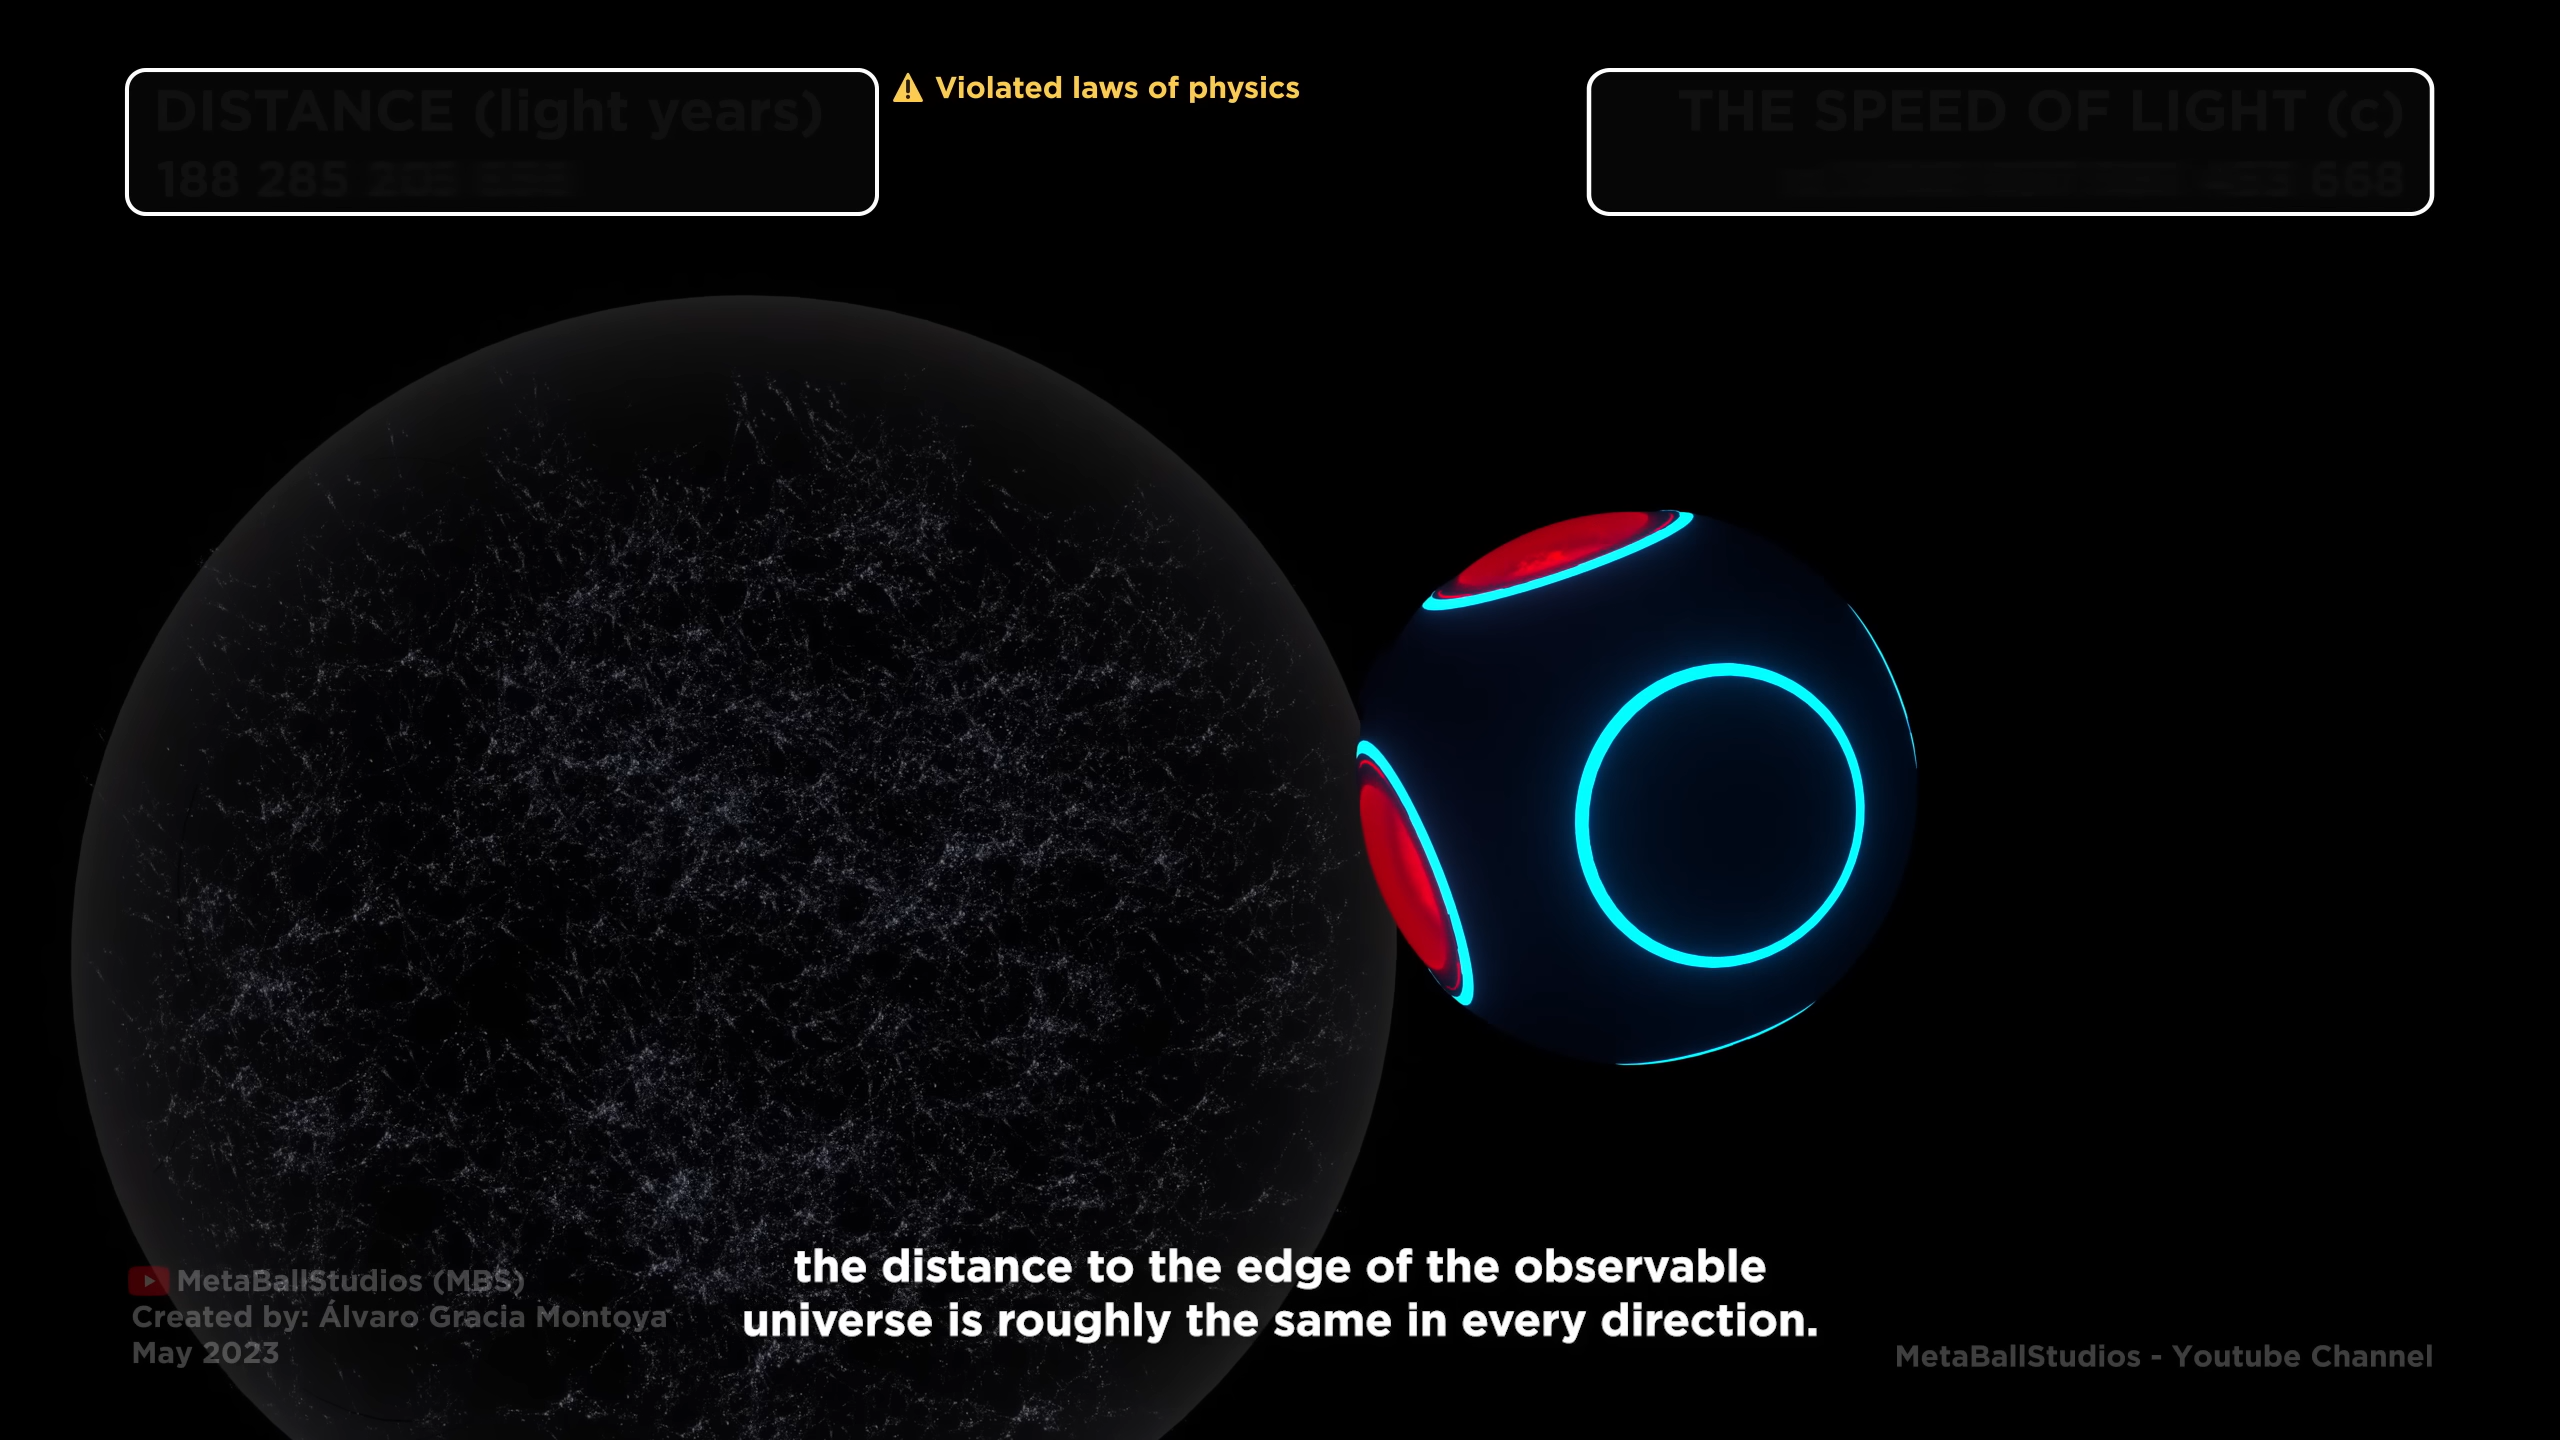 DISTANCE (light years)
188 285
⚠ Violated laws of physics
THE SPEED OF LIGHT (c)
668
the distance to the edge of the observable
universe is roughly the same in every direction.
MetaBallStudios (MBS)
Created by: Álvaro Gracia Montoya
May 2023
MetaBallStudios - Youtube Channel